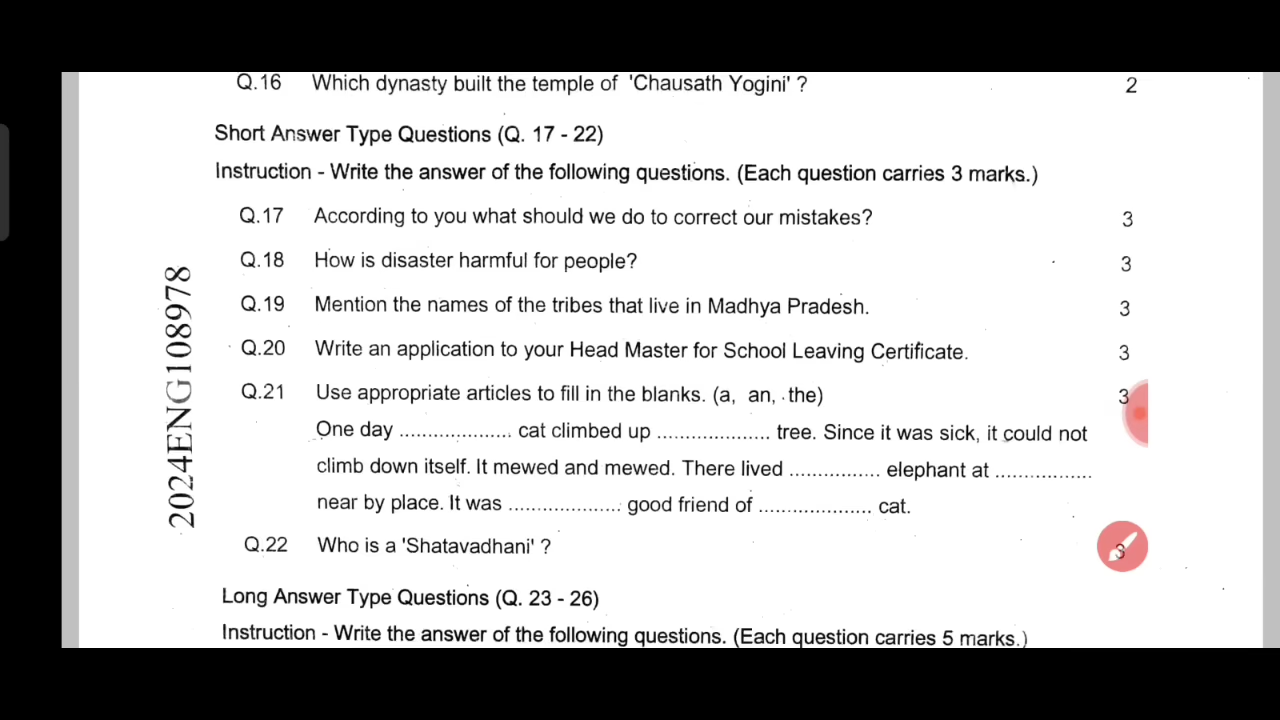 Q.16 Which dynasty built the temple of 'Chausath Yogini' ? 2
Short Answer Type Questions (Q. 17 - 22)
Instruction - Write the answer of the following questions. (Each question carries 3 marks.)
Q.17 According to you what should we do to correct our mistakes? 3
Q.18 How is disaster harmful for people? 3
Q.19 Mention the names of the tribes that live in Madhya Pradesh. 3
Q.20 Write an application to your Head Master for School Leaving Certificate. 3
Q.21 Use appropriate articles to fill in the blanks. (a, an, the) 3
One day .................... cat climbed up .................... tree. Since it was sick, it could not
climb down itself. It mewed and mewed. There lived ................ elephant at .................
near by place. It was .................... good friend of .................... cat.
Q.22 Who is a 'Shatavadhani' ? 3
Long Answer Type Questions (Q. 23 - 26)
Instruction - Write the answer of the following questions. (Each question carries 5 marks.)
2024ENG108978